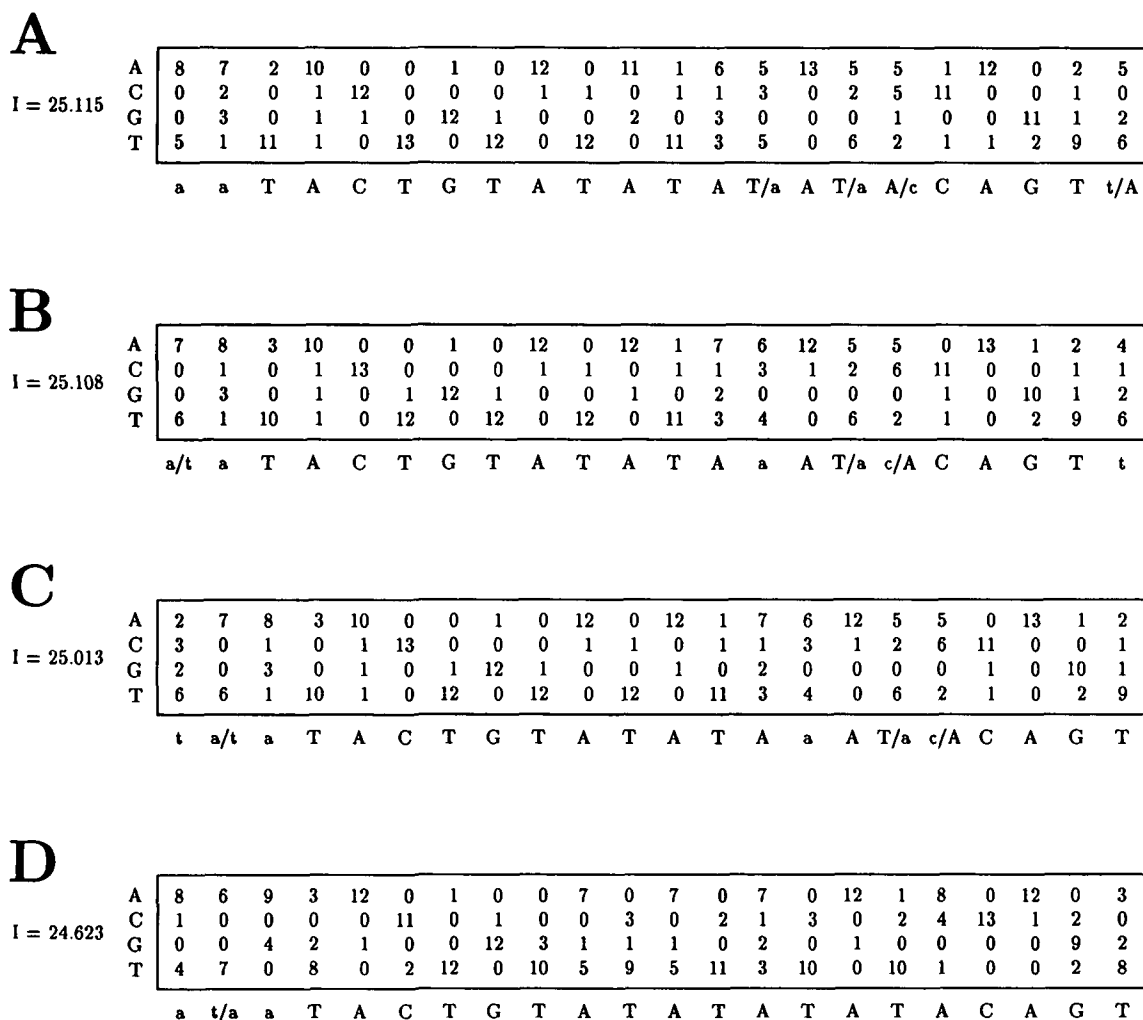 A
A 8 7 2 10 0 0 1 0 12 0 11 1 6 5 13 5 5 1 12 0 2 5
I = 25.115
C 0 2 0 1 12 0 0 0 1 1 0 1 1 3 0 2 5 11 0 0 1 0
G 0 3 0 1 1 0 12 1 0 0 2 0 3 0 0 0 1 0 0 11 1 2
T 5 1 11 1 0 13 0 12 0 12 0 11 3 5 0 6 2 1 1 2 9 6
a a T A C T G T A T A T A T/a A T/a A/c C A G T t/A
B
A 7 8 3 10 0 0 1 0 12 0 12 1 7 6 12 5 5 0 13 1 2 4
I = 25.108
C 0 1 0 1 13 0 0 0 1 1 0 1 1 3 1 2 6 11 0 0 1 1
G 0 3 0 1 0 1 12 1 0 0 1 0 2 0 0 0 0 1 0 10 1 2
T 6 1 10 1 0 12 0 12 0 12 0 11 3 4 0 6 2 1 0 2 9 6
a/t a T A C T G T A T A T A a A T/a c/A C A G T t
C
A 2 7 8 3 10 0 0 1 0 12 0 12 1 7 6 12 5 5 0 13 1 2
I = 25.013
C 3 0 1 0 1 13 0 0 0 1 1 0 1 1 3 1 2 6 11 0 0 1
G 2 0 3 0 1 0 1 12 1 0 0 1 0 2 0 0 0 0 1 0 10 1
T 6 6 1 10 1 0 12 0 12 0 12 0 11 3 4 0 6 2 1 0 2 9
t a/t a T A C T G T A T A T A a A T/a c/A C A G T
D
A 8 6 9 3 12 0 1 0 0 7 0 7 0 7 0 12 1 8 0 12 0 3
I = 24.623
C 1 0 0 0 0 11 0 1 0 0 3 0 2 1 3 0 2 4 13 1 2 0
G 0 0 4 2 1 0 0 12 3 1 1 1 0 2 0 1 0 0 0 0 9 2
T 4 7 0 8 0 2 12 0 10 5 9 5 11 3 10 0 10 1 0 0 2 8
a t/a a T A C T G T A T A T A T A T A C A G T